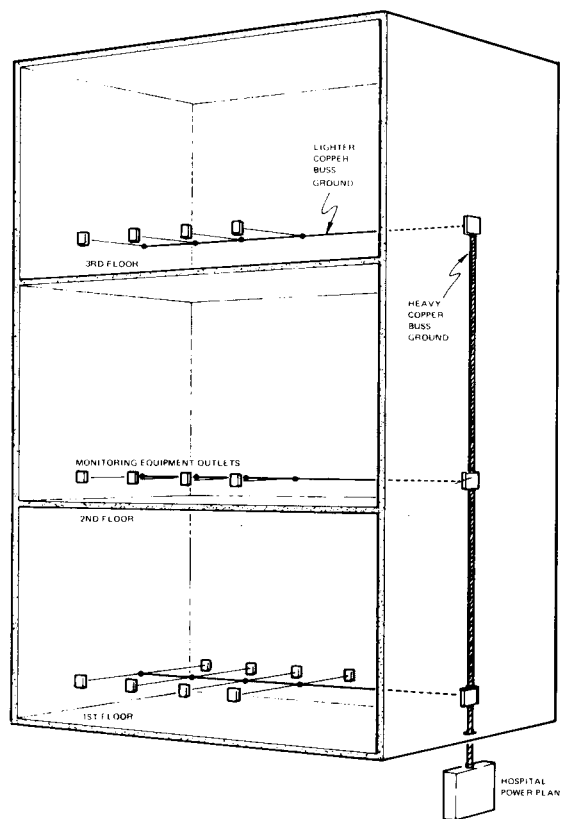 LIGHTER
COPPER
BUSS
GROUND
3RD FLOOR
HEAVY
COPPER
BUSS
GROUND
MONITORING EQUIPMENT OUTLETS
2ND FLOOR
1ST FLOOR
HOSPITAL
POWER PLAN